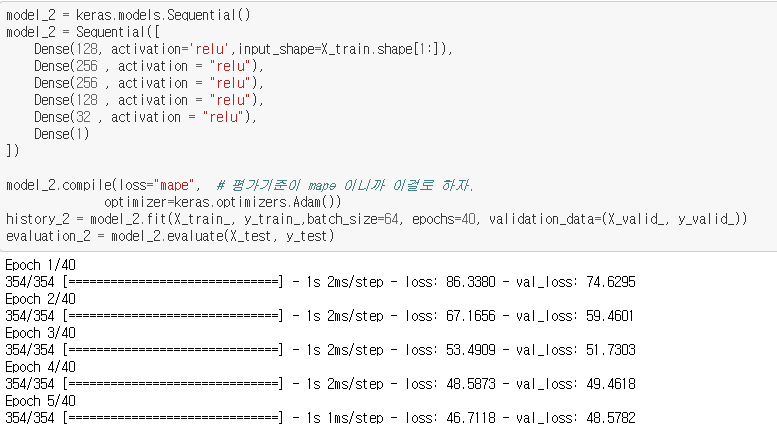 model_2 = keras.models.Sequential()
model_2 = Sequential([
    Dense(128, activation='relu',input_shape=X_train.shape[1:]),
    Dense(256 , activation = "relu"),
    Dense(256 , activation = "relu"),
    Dense(128 , activation = "relu"),
    Dense(32 , activation = "relu"),
    Dense(1)
])
model_2.compile(loss="mape",  # 평가기준이 mape 이니까 이걸로 하자.
              optimizer=keras.optimizers.Adam())
history_2 = model_2.fit(X_train_, y_train_,batch_size=64, epochs=40, validation_data=(X_valid_, y_valid_))
evaluation_2 = model_2.evaluate(X_test, y_test)
Epoch 1/40
354/354 [==============================] - 1s 2ms/step - loss: 86.3380 - val_loss: 74.6295
Epoch 2/40
354/354 [==============================] - 1s 2ms/step - loss: 67.1656 - val_loss: 59.4601
Epoch 3/40
354/354 [==============================] - 1s 2ms/step - loss: 53.4909 - val_loss: 51.7303
Epoch 4/40
354/354 [==============================] - 1s 2ms/step - loss: 48.5873 - val_loss: 49.4618
Epoch 5/40
354/354 [==============================] - 1s 1ms/step - loss: 46.7118 - val_loss: 48.5782